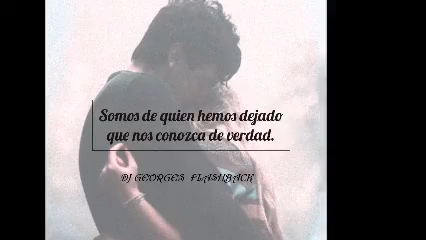 Somos de quien hemos dejado
que nos conozca de verdad.
DJ GEORGES FLASHBACK